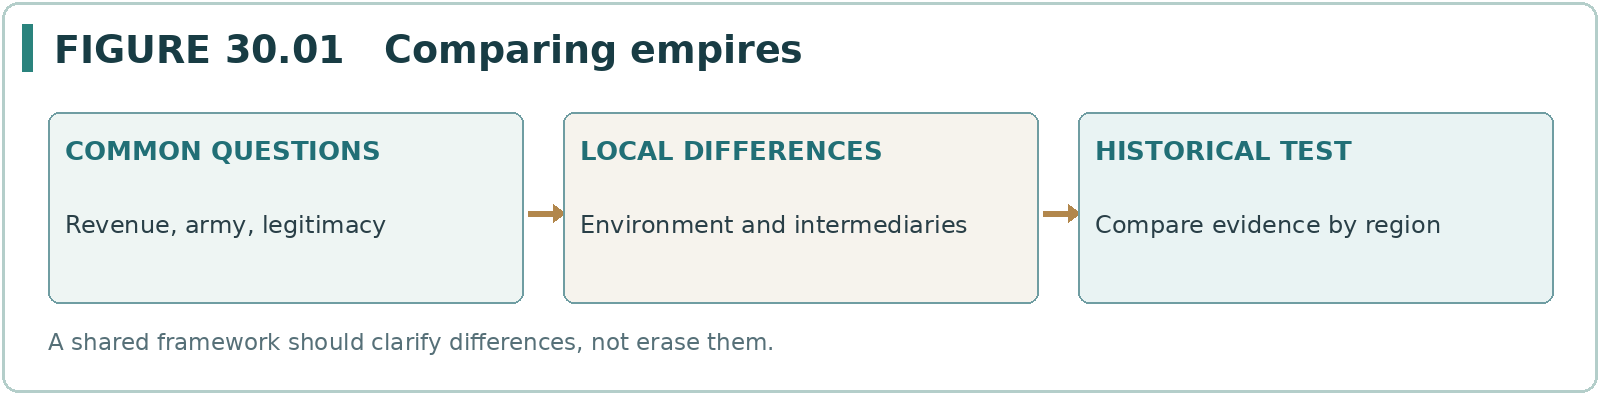 FIGURE 30.01 Comparing empires
COMMON QUESTIONS
Revenue, army, legitimacy
LOCAL DIFFERENCES
Environment and intermediaries
HISTORICAL TEST
Compare evidence by region
A shared framework should clarify differences, not erase them.